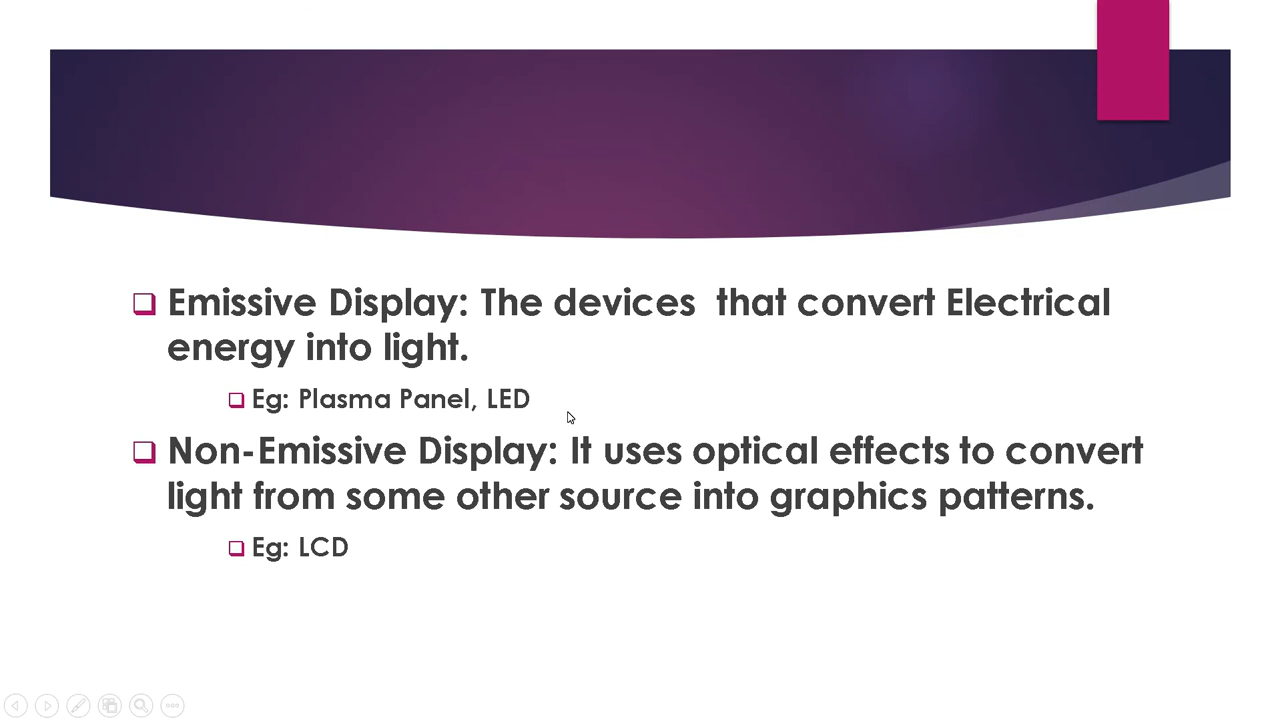 Emissive Display: The devices  that convert Electrical
energy into light.
Eg: Plasma Panel, LED
Non-Emissive Display: It uses optical effects to convert
light from some other source into graphics patterns.
Eg: LCD